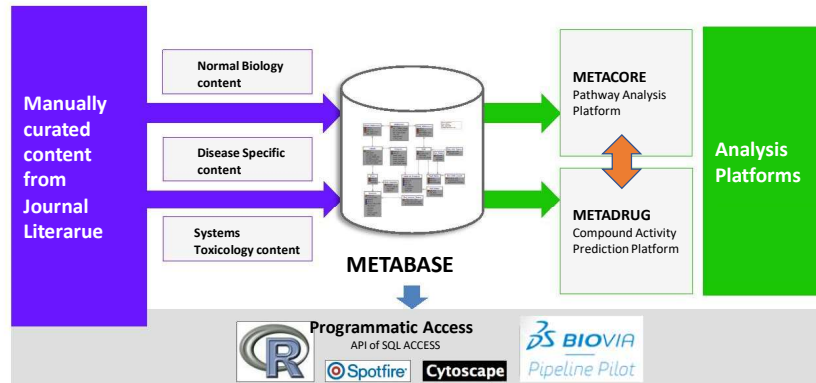 Manually
curated
content
from
Journal
Literarue
Normal Biology
content
Disease Specific
content
Systems
Toxicology content
METABASE
METACORE
Pathway Analysis
Platform
METADRUG
Compound Activity
Prediction Platform
Analysis
Platforms
Programmatic Access
API of SQL ACCESS
R
Spotfire
Cytoscape
DS BIOVIA
Pipeline Pilot